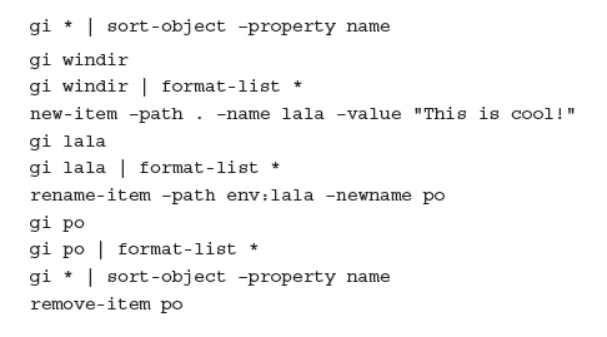 gi * | sort-object –property name
gi windir
gi windir | format-list *
new-item –path . –name lala –value "This is cool!"
gi lala
gi lala | format-list *
rename-item –path env:lala –newname po
gi po
gi po | format-list *
gi * | sort-object –property name
remove-item po